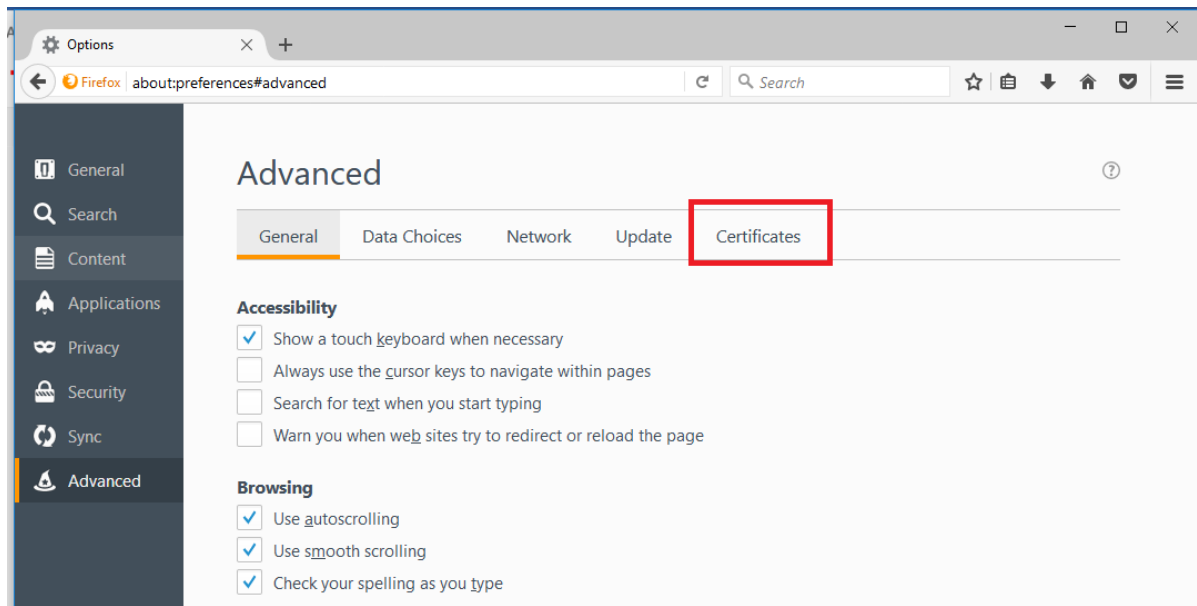 Options
Firefox about:preferences#advanced Search
General
Search
Content
Applications
Privacy
Security
Sync
Advanced
Advanced
General Data Choices Network Update Certificates
Accessibility
Show a touch keyboard when necessary
Always use the cursor keys to navigate within pages
Search for text when you start typing
Warn you when web sites try to redirect or reload the page
Browsing
Use autoscrolling
Use smooth scrolling
Check your spelling as you type